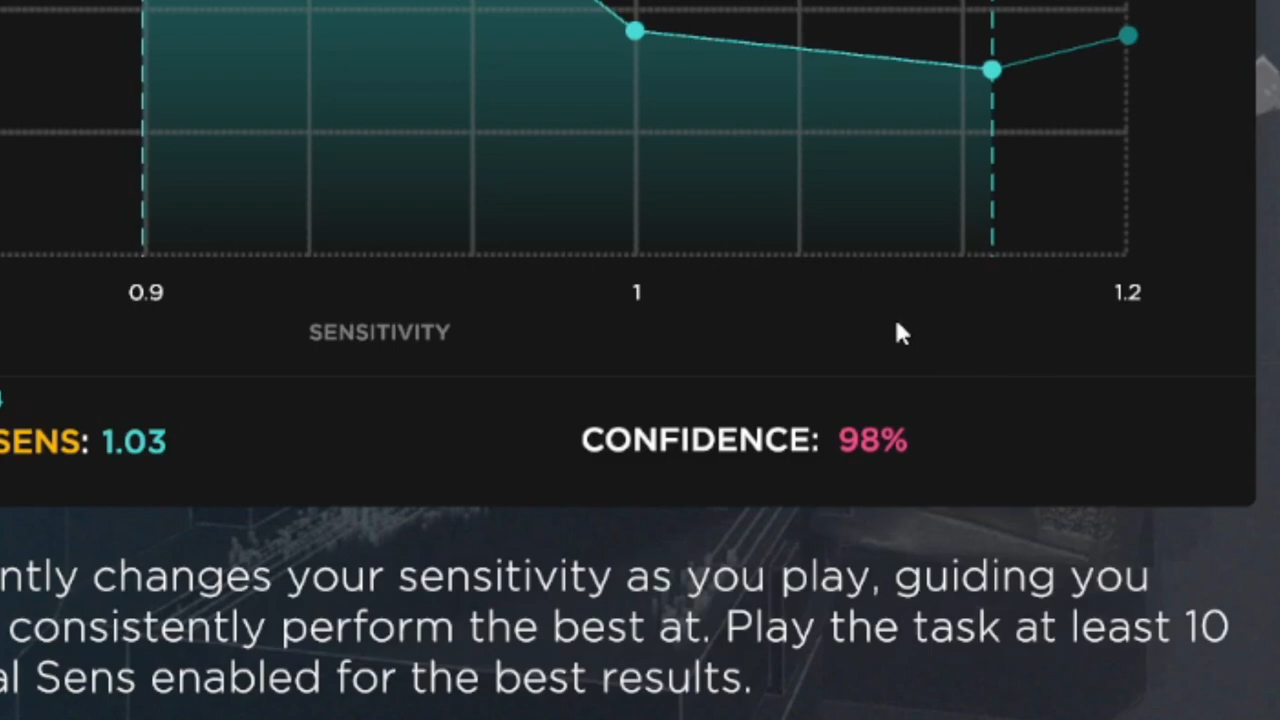 0.9 1 1.2
SENSITIVITY
SENS: 1.03 CONFIDENCE: 98%
ntly changes your sensitivity as you play, guiding you
consistently perform the best at. Play the task at least 10
al Sens enabled for the best results.